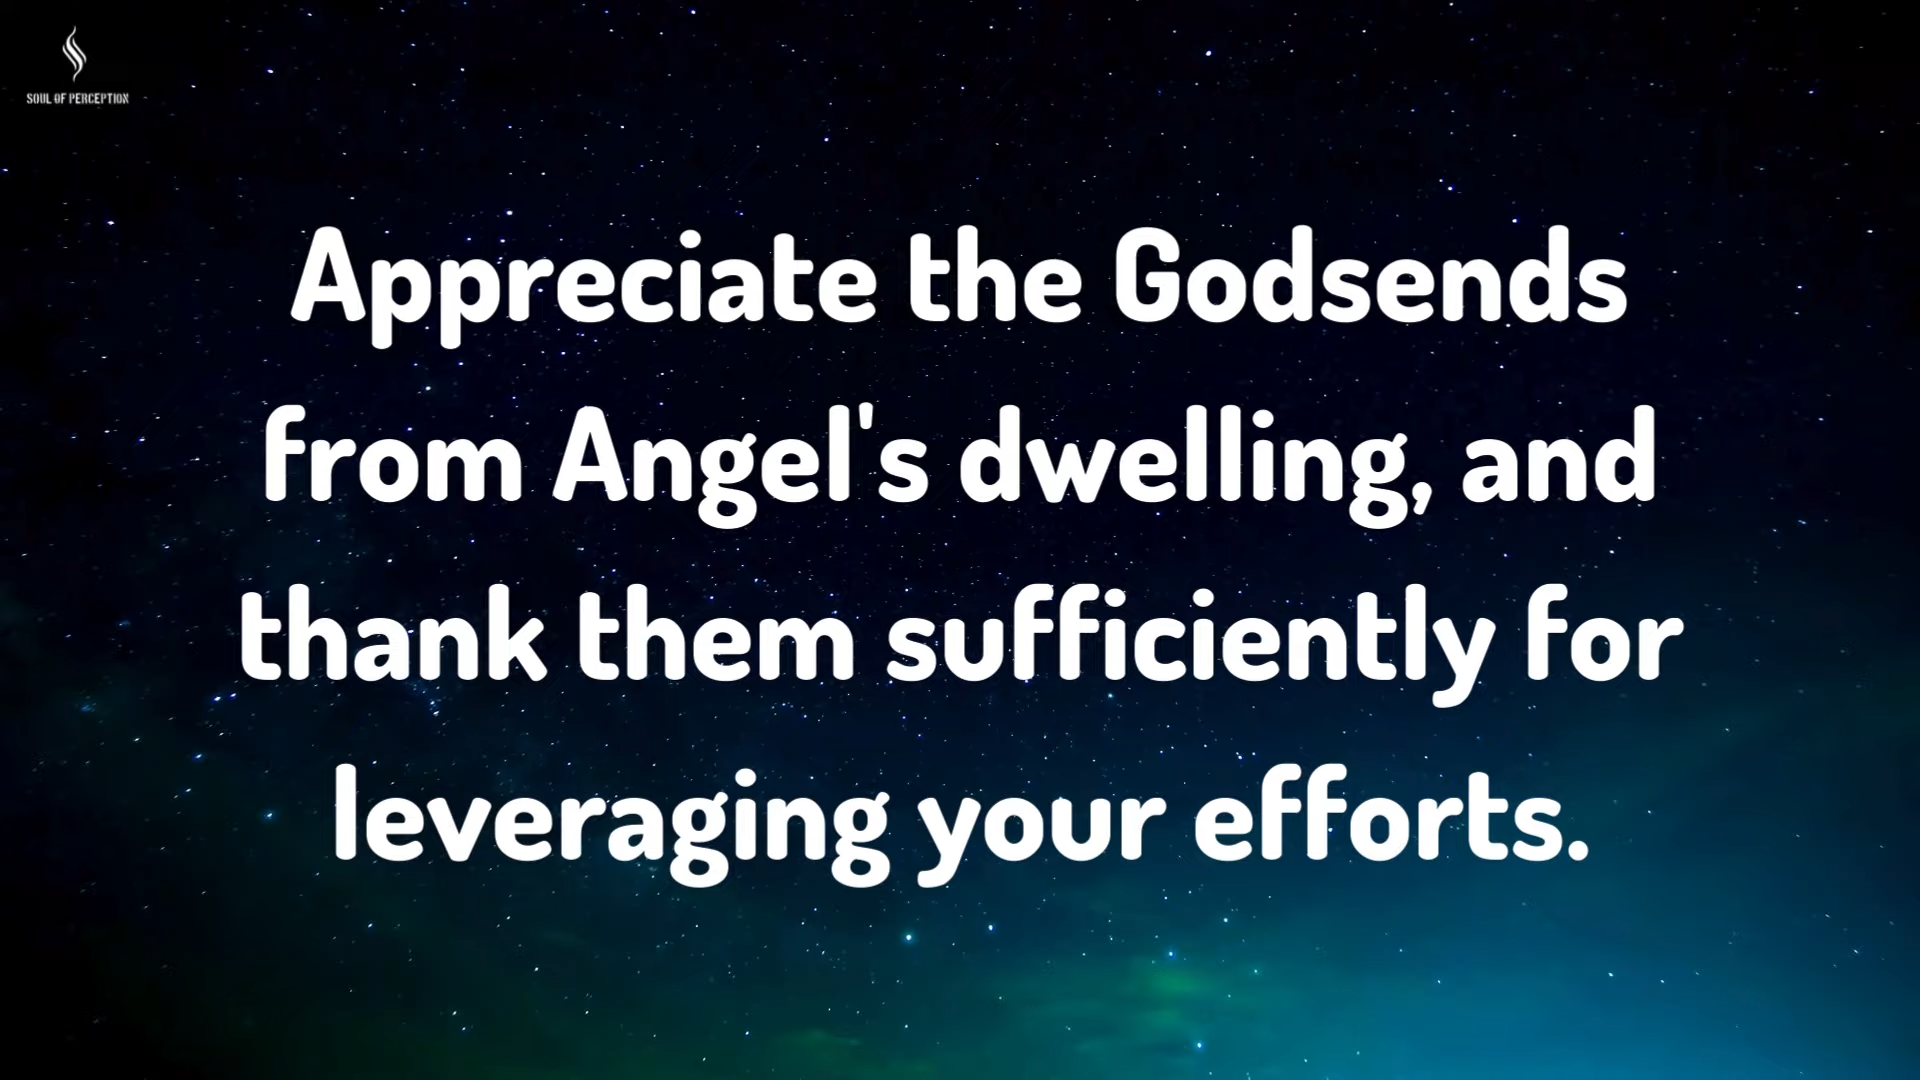 SOUL OF PERCEPTION
Appreciate the Godsends
from Angel's dwelling, and
thank them sufficiently for
leveraging your efforts.